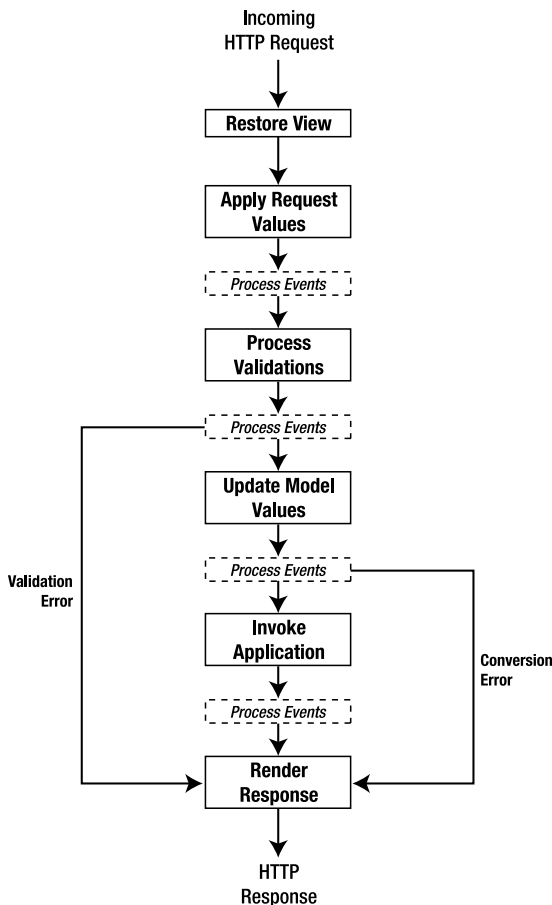 Incoming
HTTP Request
Restore View
Apply Request
Values
Process Events
Process
Validations
Process Events
Update Model
Values
Process Events
Validation
Error
Invoke
Application
Conversion
Error
Process Events
Render
Response
HTTP
Response